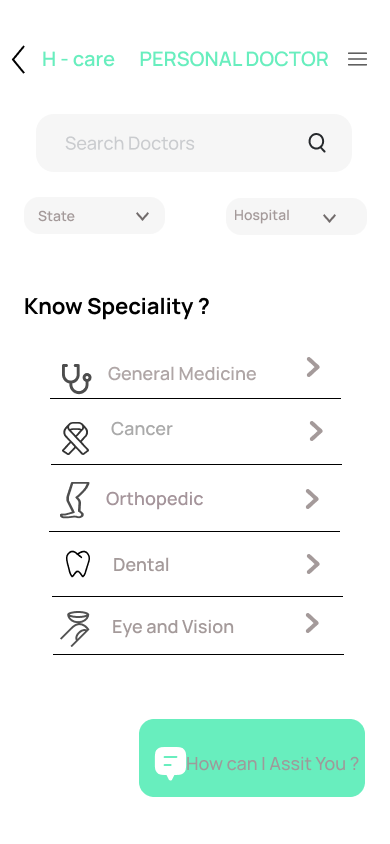 H - care PERSONAL DOCTOR
Search Doctors
State
Hospital
Know Speciality ?
General Medicine
Cancer
Orthopedic
Dental
Eye and Vision
How can I Assit You ?